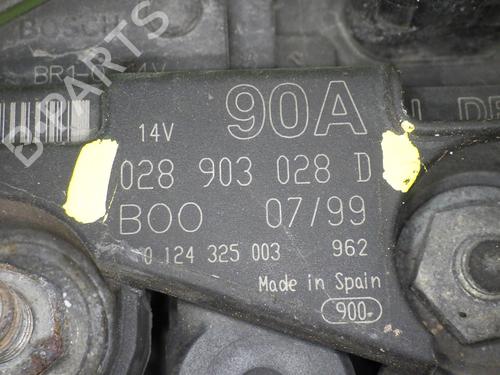 BOSCH
14V 90A
028 903 028 D
BOO 07/99
0 124 325 003 962
Made in Spain
900
B-Parts